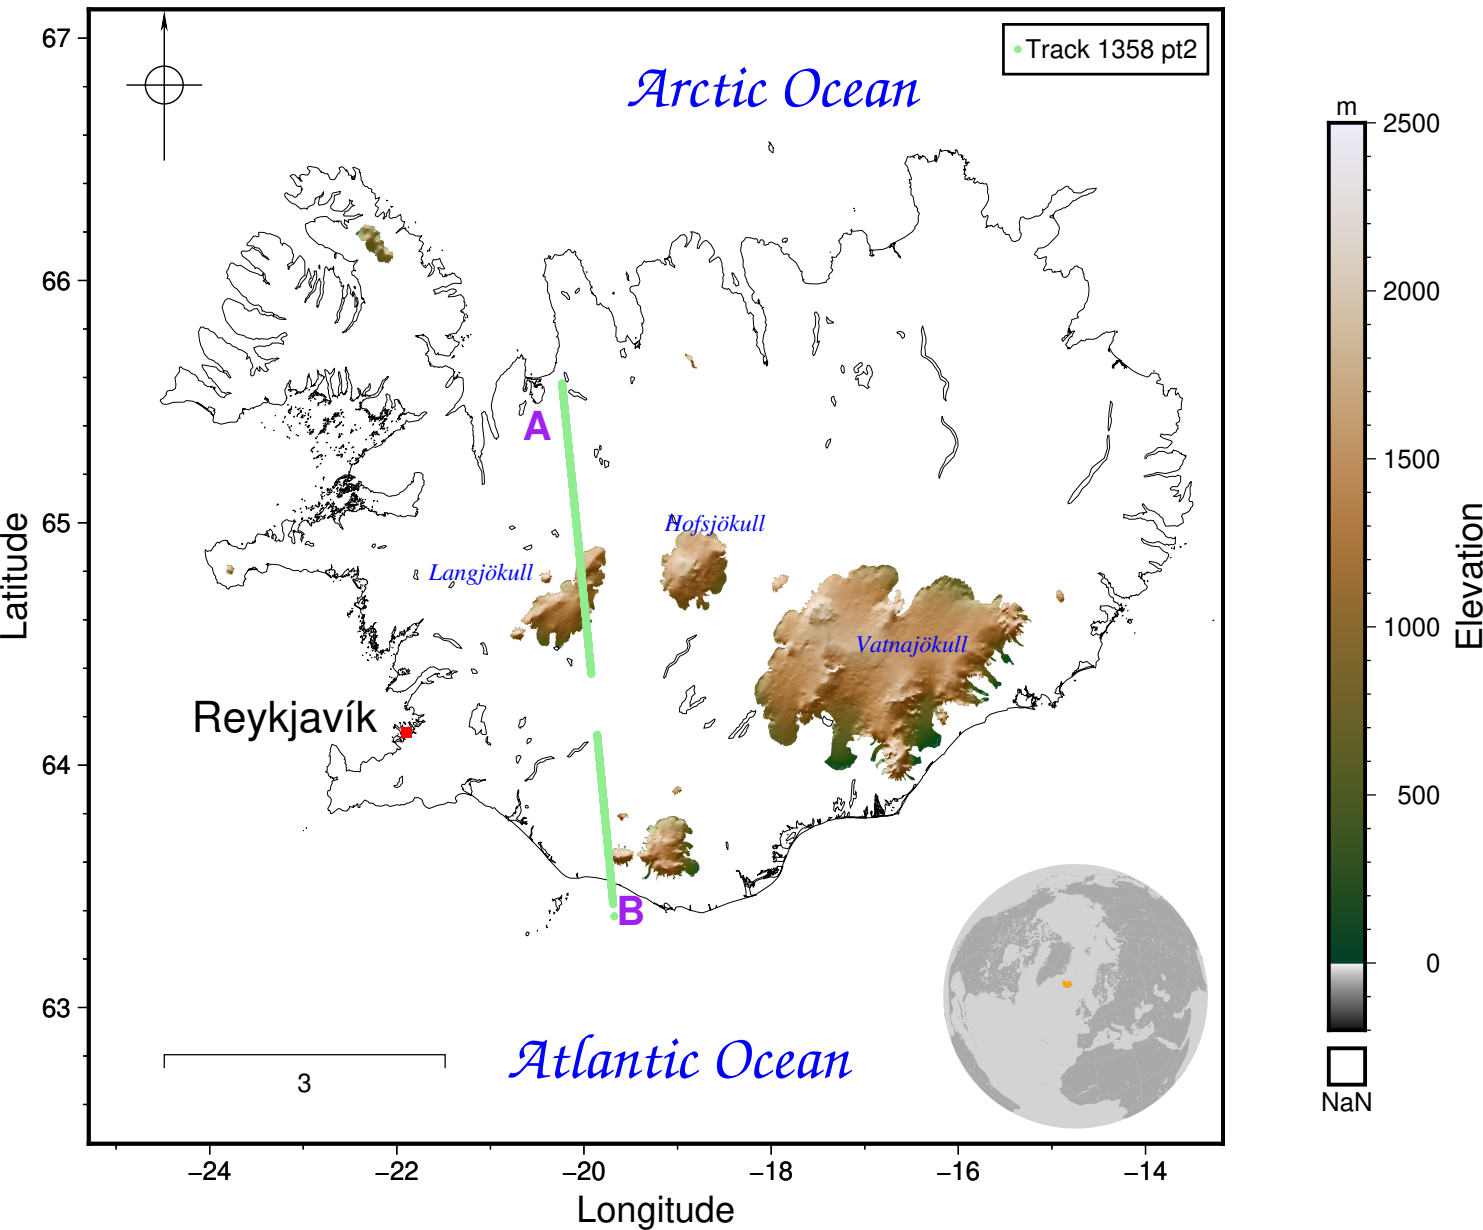 Track 1358 pt2
Arctic Ocean
m
2500
2000
1500
1000
500
0
Elevation
NaN
67
66
65
64
63
Latitude
A
Hofsjökull
Langjökull
Vatnajökull
Reykjavík
B
Atlantic Ocean
3
−24
−22
−20
−18
−16
−14
Longitude